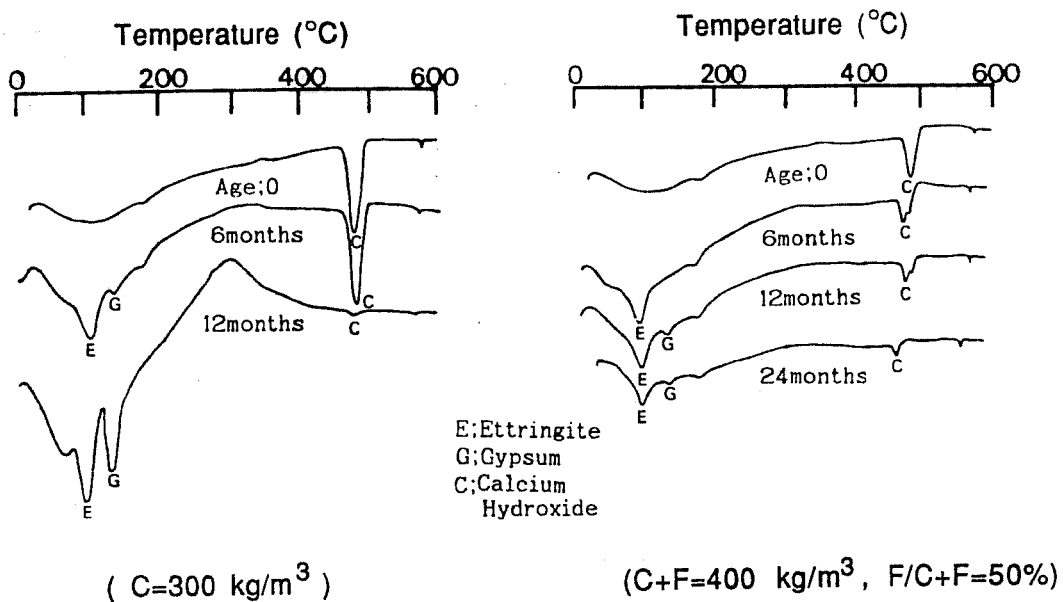 Temperature (°C)
0 200 400 600
Age;0
C
6months
G
C
E
12months
C
G
E
( C=300 kg/m³ )
Temperature (°C)
0 200 400 600
Age;0
C
6months
C
E
12months
G
C
E
24months
C
G
E
E;Ettringite
G;Gypsum
C;Calcium
Hydroxide
(C+F=400 kg/m³, F/C+F=50%)